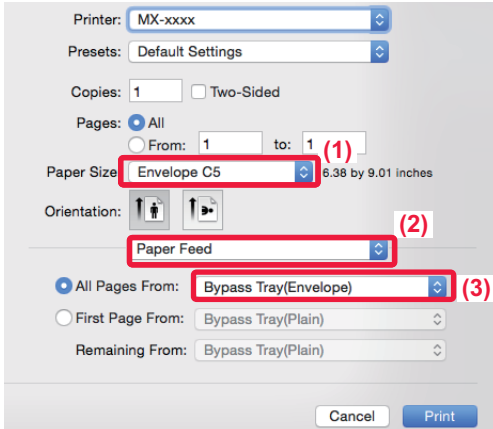 Printer: MX-xxxx
Presets: Default Settings
Copies: 1 Two-Sided
Pages: All
From: 1 to: 1
(1)
Paper Size: Envelope C5 6.38 by 9.01 inches
Orientation:
(2)
Paper Feed
All Pages From: Bypass Tray(Envelope) (3)
First Page From: Bypass Tray(Plain)
Remaining From: Bypass Tray(Plain)
Cancel Print